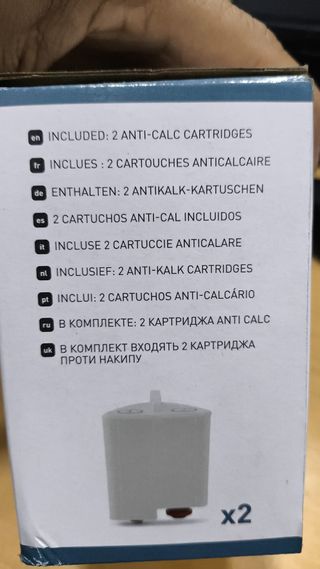 en INCLUDED: 2 ANTI-CALC CARTRIDGES
fr INCLUES : 2 CARTOUCHES ANTICALCAIRE
de ENTHALTEN: 2 ANTIKALK-KARTUSCHEN
es 2 CARTUCHOS ANTI-CAL INCLUIDOS
it INCLUSE 2 CARTUCCIE ANTICALARE
nl INCLUSIEF: 2 ANTI-KALK CARTRIDGES
pt INCLUI: 2 CARTUCHOS ANTI-CALCÁRIO
ru В КОМПЛЕКТЕ: 2 КАРТРИДЖА ANTI CALC
uk В КОМПЛЕКТ ВХОДЯТЬ 2 КАРТРИДЖА
ПРОТИ НАКИПУ
x2